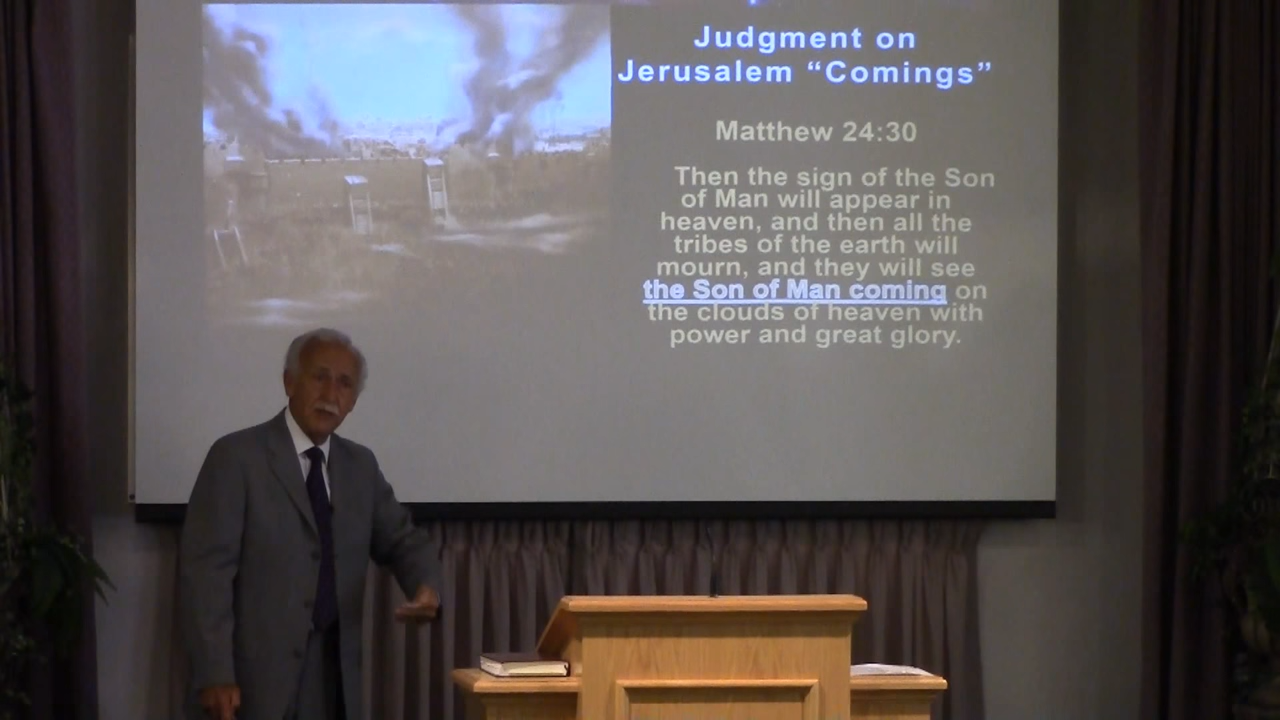 Judgment on
Jerusalem “Comings”
Matthew 24:30
Then the sign of the Son
of Man will appear in
heaven, and then all the
tribes of the earth will
mourn, and they will see
the Son of Man coming on
the clouds of heaven with
power and great glory.